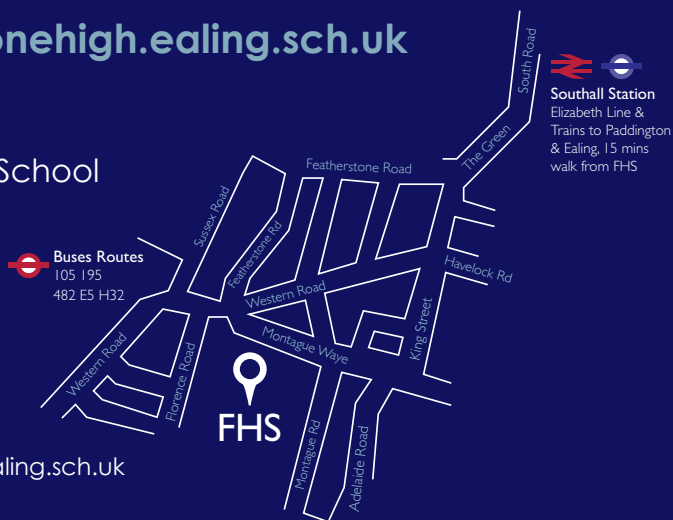 onehigh.ealing.sch.uk
South Road
Southall Station
Elizabeth Line &
Trains to Paddington
& Ealing, 15 mins
walk from FHS
The Green
School
Featherstone Road
Sussex Road
Featherstone Rd
Buses Routes
105 195
482 E5 H32
Havelock Rd
Western Road
King Street
Montague Waye
Western Road
Florence Road
FHS
Montague Rd
Adelaide Road
aling.sch.uk